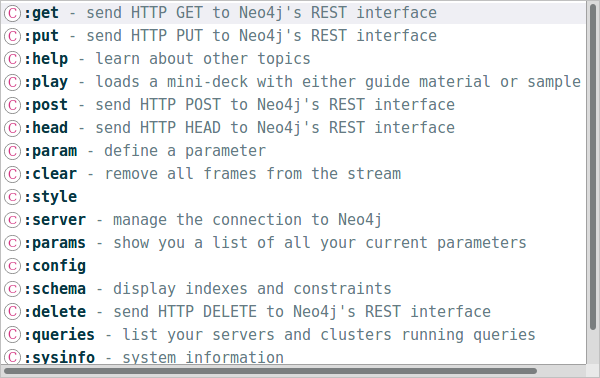 Ⓒ:get - send HTTP GET to Neo4j's REST interface
Ⓒ:put - send HTTP PUT to Neo4j's REST interface
Ⓒ:help - learn about other topics
Ⓒ:play - loads a mini-deck with either guide material or sample
Ⓒ:post - send HTTP POST to Neo4j's REST interface
Ⓒ:head - send HTTP HEAD to Neo4j's REST interface
Ⓒ:param - define a parameter
Ⓒ:clear - remove all frames from the stream
Ⓒ:style
Ⓒ:server - manage the connection to Neo4j
Ⓒ:params - show you a list of all your current parameters
Ⓒ:config
Ⓒ:schema - display indexes and constraints
Ⓒ:delete - send HTTP DELETE to Neo4j's REST interface
Ⓒ:queries - list your servers and clusters running queries
Ⓒ:sysinfo - system information